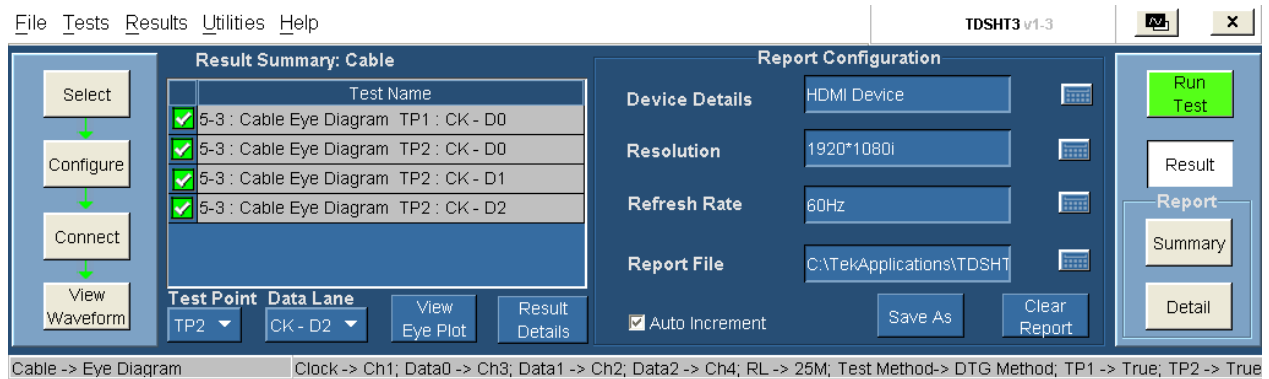 File Tests Results Utilities Help
TDSHT3 v1-3
x
Select
Configure
Connect
View
Waveform
Result Summary: Cable
Test Name
5-3 : Cable Eye Diagram TP1 : CK - D0
5-3 : Cable Eye Diagram TP2 : CK - D0
5-3 : Cable Eye Diagram TP2 : CK - D1
5-3 : Cable Eye Diagram TP2 : CK - D2
Test Point Data Lane
TP2
CK - D2
View
Eye Plot
Result
Details
Report Configuration
Device Details
HDMI Device
Resolution
1920*1080i
Refresh Rate
60Hz
Report File
C:\TekApplications\TDSHT
Auto Increment
Save As
Clear
Report
Run
Test
Result
Report
Summary
Detail
Cable -> Eye Diagram
Clock -> Ch1; Data0 -> Ch3; Data1 -> Ch2; Data2 -> Ch4; RL -> 25M; Test Method-> DTG Method; TP1 -> True; TP2 -> True